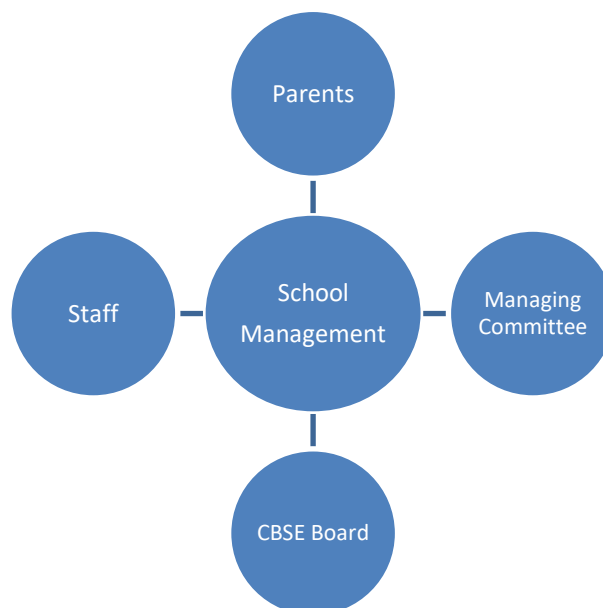 Parents
Staff
School
Management
Managing
Committee
CBSE Board